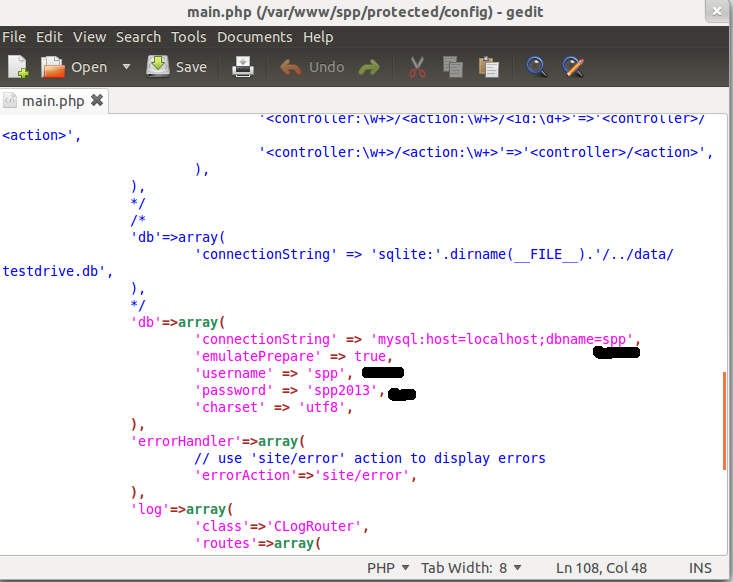 main.php (/var/www/spp/protected/config) - gedit
File Edit View Search Tools Documents Help
Open Save Undo
main.php
'<controller:\w+>/<action:\w+>/<id:\d+>'=>'<controller>/
<action>',
'<controller:\w+>/<action:\w+>'=>'<controller>/<action>',
),
),
*/
/*
'db'=>array(
'connectionString' => 'sqlite:'.dirname(__FILE__).'/../data/
testdrive.db',
),
*/
'db'=>array(
'connectionString' => 'mysql:host=localhost;dbname=spp',
'emulatePrepare' => true,
'username' => 'spp',
'password' => 'spp2013',
'charset' => 'utf8',
),
'errorHandler'=>array(
// use 'site/error' action to display errors
'errorAction'=>'site/error',
),
'log'=>array(
'class'=>'CLogRouter',
'routes'=>array(
PHP Tab Width: 8 Ln 108, Col 48 INS